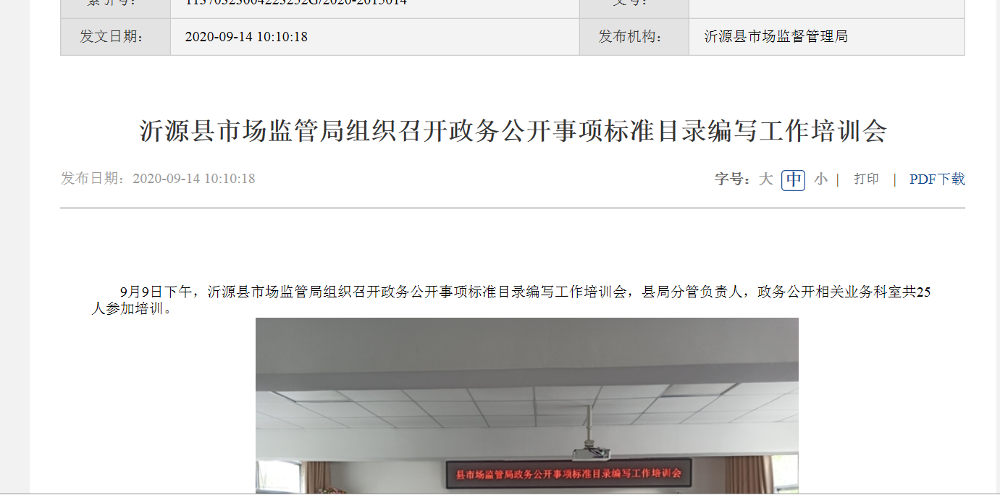 发文日期： 2020-09-14 10:10:18 发布机构： 沂源县市场监督管理局
沂源县市场监管局组织召开政务公开事项标准目录编写工作培训会
发布日期：2020-09-14 10:10:18 字号： 大 中 小 | 打印 | PDF下载
9月9日下午，沂源县市场监管局组织召开政务公开事项标准目录编写工作培训会，县局分管负责人，政务公开相关业务科室共25
人参加培训。
县市场监管局政务公开事项标准目录编写工作培训会